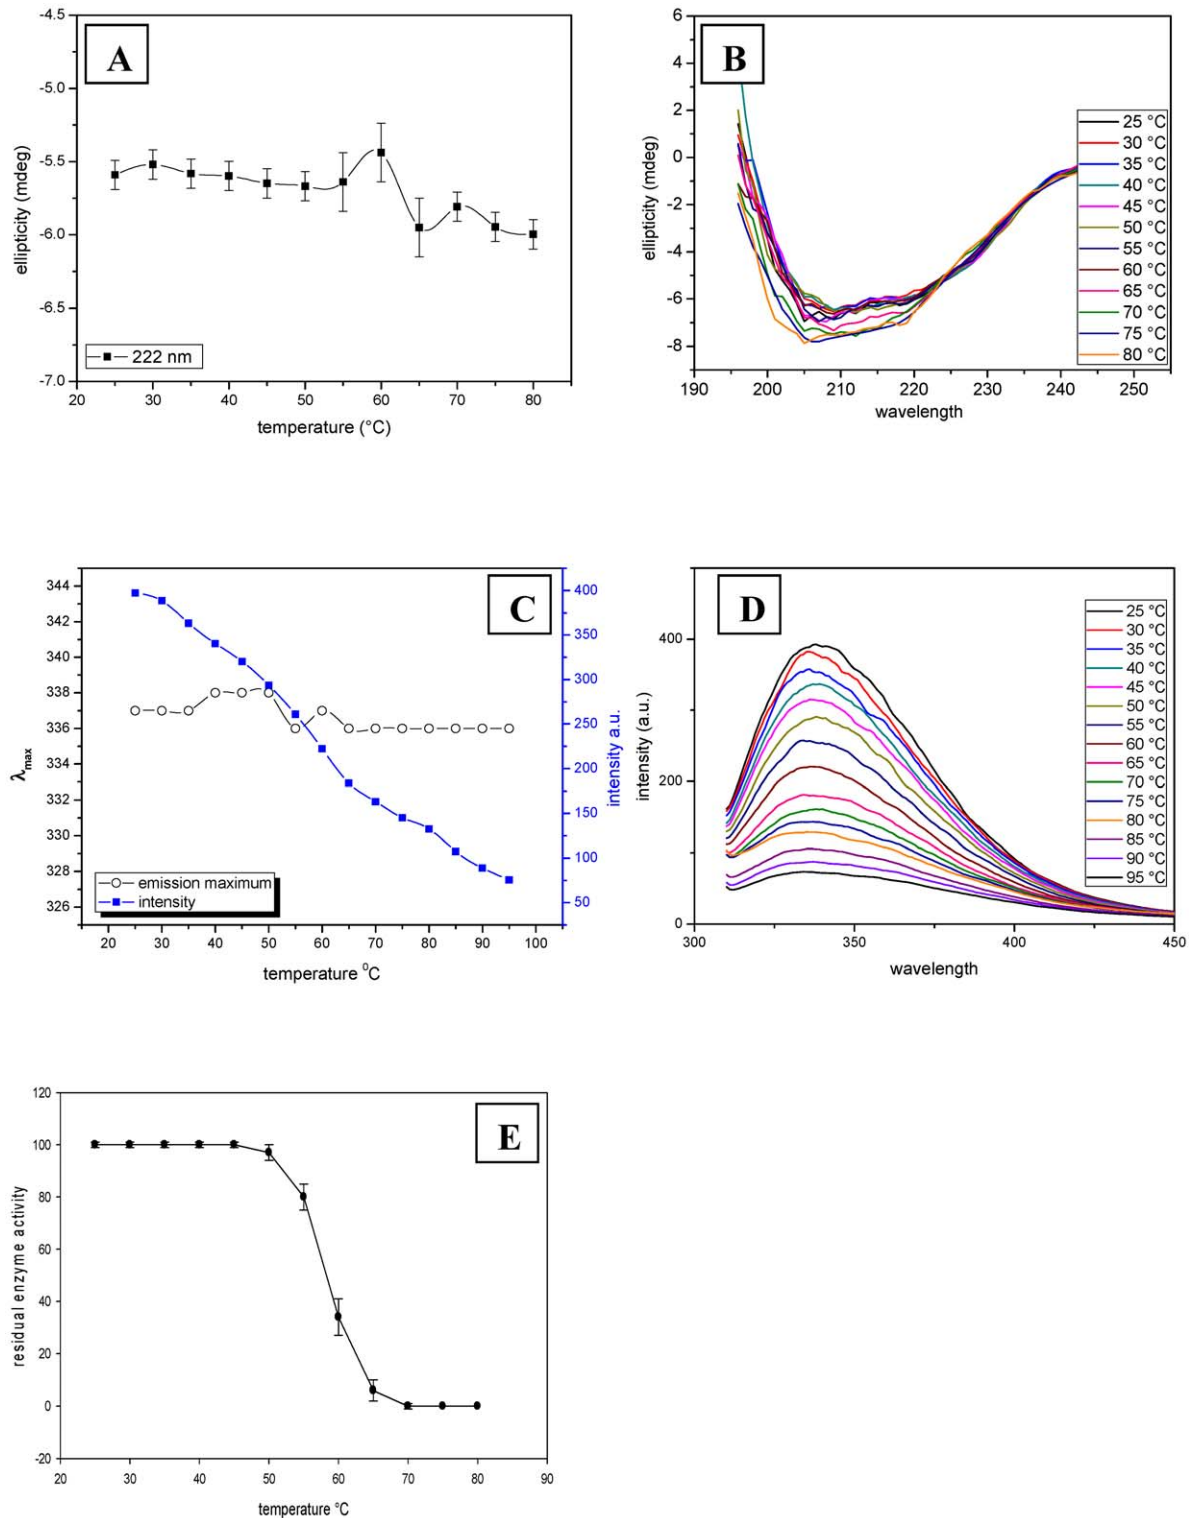 A
-4.5
-5.0
-5.5
-6.0
-6.5
-7.0
ellipticity (mdeg)
222 nm
20 30 40 50 60 70 80
temperature (°C)
B
6
4
2
0
-2
-4
-6
-8
ellipticity (mdeg)
25 °C
30 °C
35 °C
40 °C
45 °C
50 °C
55 °C
60 °C
65 °C
70 °C
75 °C
80 °C
190 200 210 220 230 240 250
wavelength
C
344
342
340
338
336
334
332
330
328
326
λmax
400
350
300
250
200
150
100
50
intensity a.u.
emission maximum
intensity
20 30 40 50 60 70 80 90 100
temperature °C
D
400
200
0
intensity (a.u.)
25 °C
30 °C
35 °C
40 °C
45 °C
50 °C
55 °C
60 °C
65 °C
70 °C
75 °C
80 °C
85 °C
90 °C
95 °C
300 350 400 450
wavelength
E
120
100
80
60
40
20
0
-20
residual enzyme activity
20 30 40 50 60 70 80 90
temperature °C